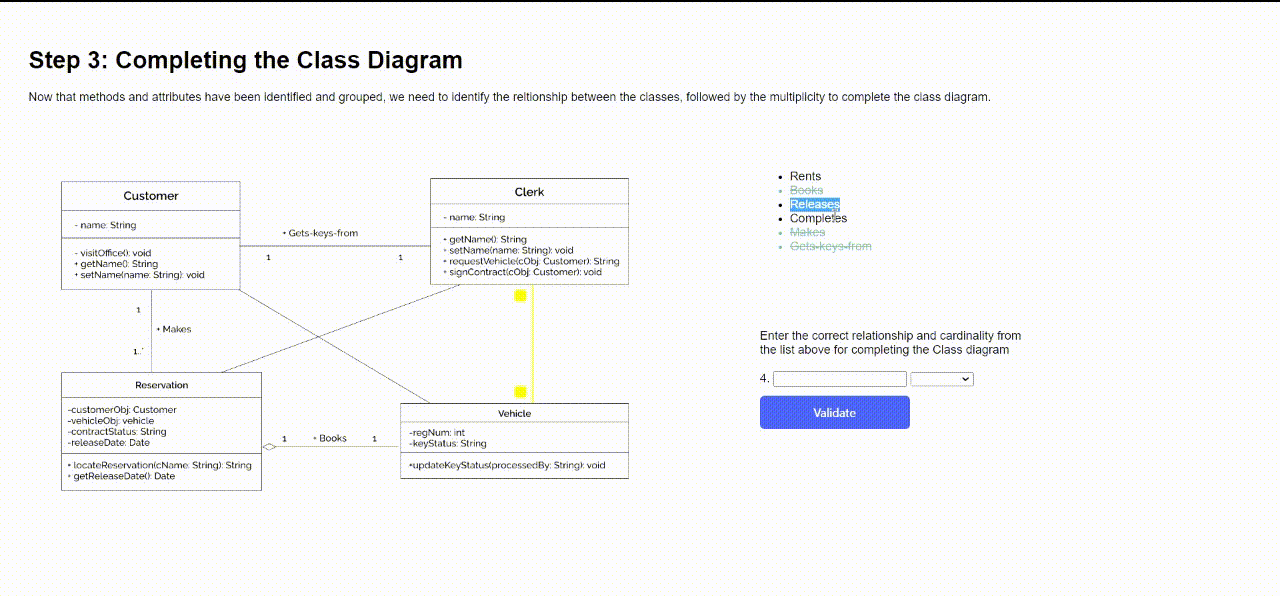 Step 3: Completing the Class Diagram
Now that methods and attributes have been identified and grouped, we need to identify the reltionship between the classes, followed by the multiplicity to complete the class diagram.
Customer
- name: String
- visitOffice(): void
+ getName(): String
+ setName(name: String): void
+ Gets-keys-from
1
1
Clerk
- name: String
+ getName(): String
+ setName(name: String): void
+ requestVehicle(cObj: Customer): String
+ signContract(cObj: Customer): void
1
+ Makes
1..*
Reservation
-customerObj: Customer
-vehicleObj: vehicle
-contractStatus: String
-releaseDate: Date
+ locateReservation(cName: String): String
+ getReleaseDate(): Date
1
+ Books
1
Vehicle
-regNum: int
-keyStatus: String
+updateKeyStatus(processedBy: String): void
Rents
Books
Releases
Completes
Makes
Gets-keys-from
Enter the correct relationship and cardinality from
the list above for completing the Class diagram
4.
Validate